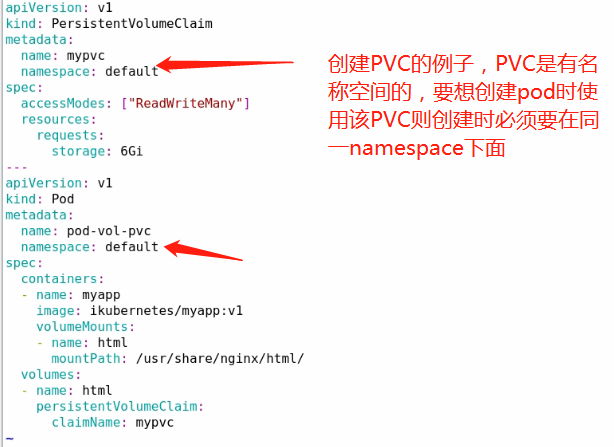 apiVersion: v1
kind: PersistentVolumeClaim
metadata:
  name: mypvc
  namespace: default
spec:
  accessModes: ["ReadWriteMany"]
  resources:
    requests:
      storage: 6Gi
---
apiVersion: v1
kind: Pod
metadata:
  name: pod-vol-pvc
  namespace: default
spec:
  containers:
  - name: myapp
    image: ikubernetes/myapp:v1
    volumeMounts:
    - name: html
      mountPath: /usr/share/nginx/html/
  volumes:
  - name: html
    persistentVolumeClaim:
      claimName: mypvc
~
创建PVC的例子，PVC是有名
称空间的，要想创建pod时使
用该PVC则创建时必须要在同
一namespace下面